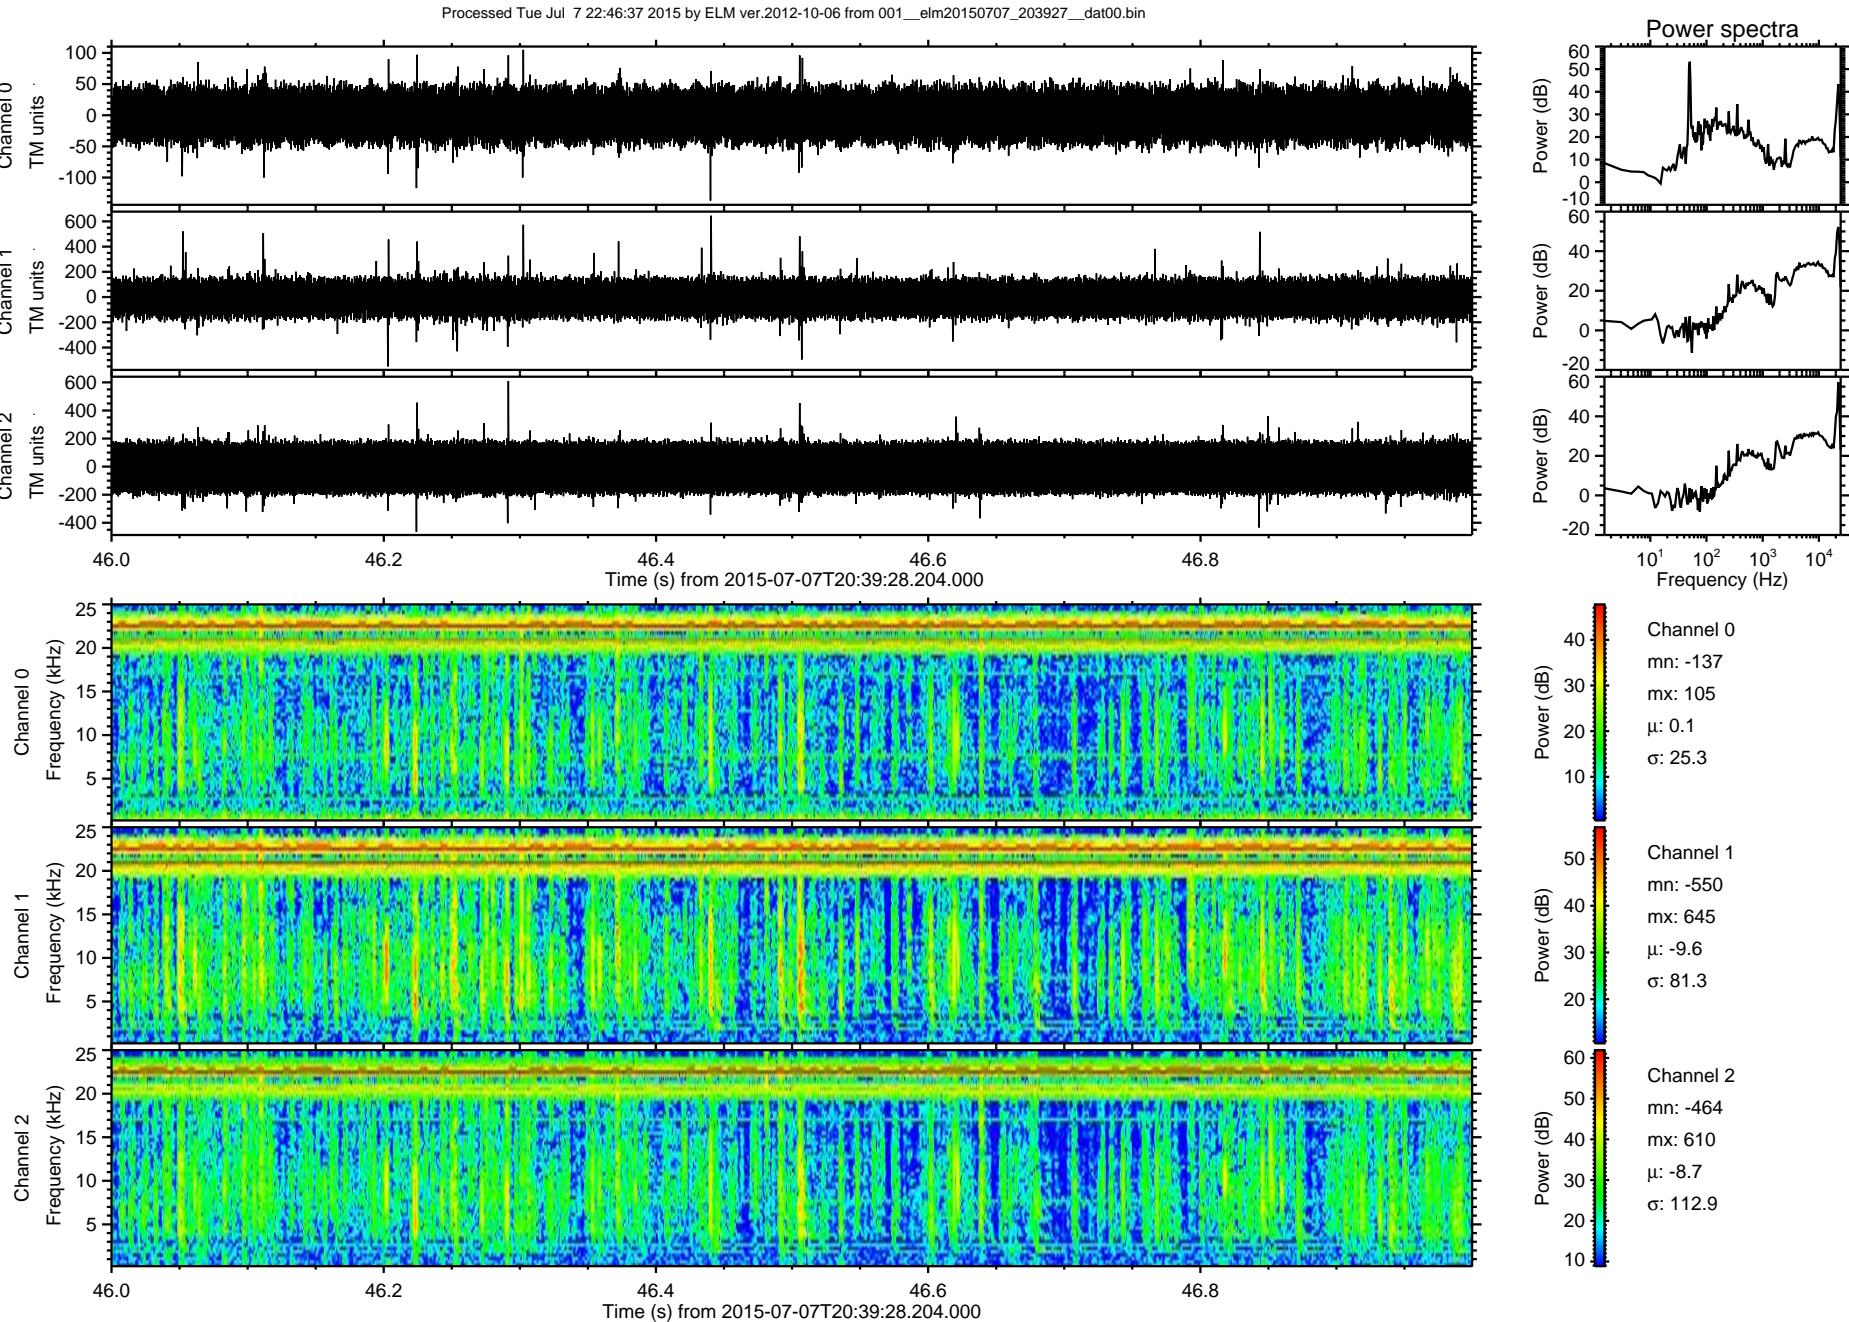 Processed Tue Jul  7 22:46:37 2015 by ELM ver.2012-10-06 from 001__elm20150707_203927__dat00.bin
Power spectra
Channel 0
TM units
100
50
0
-50
-100
Power (dB)
60
50
40
30
20
10
0
-10
Channel 1
TM units
600
400
200
0
-200
-400
Power (dB)
60
40
20
0
-20
Channel 2
TM units
600
400
200
0
-200
-400
Power (dB)
60
40
20
0
-20
46.0 46.2 46.4 46.6 46.8
Time (s) from 2015-07-07T20:39:28.204.000
10^1 10^2 10^3 10^4
Frequency (Hz)
Channel 0
Frequency (kHz)
25
20
15
10
5
Power (dB)
40
30
20
10
Channel 0
mn: -137
mx: 105
μ: 0.1
σ: 25.3
Channel 1
Frequency (kHz)
25
20
15
10
5
Power (dB)
50
40
30
20
Channel 1
mn: -550
mx: 645
μ: -9.6
σ: 81.3
Channel 2
Frequency (kHz)
25
20
15
10
5
Power (dB)
60
50
40
30
20
10
Channel 2
mn: -464
mx: 610
μ: -8.7
σ: 112.9
46.0 46.2 46.4 46.6 46.8
Time (s) from 2015-07-07T20:39:28.204.000